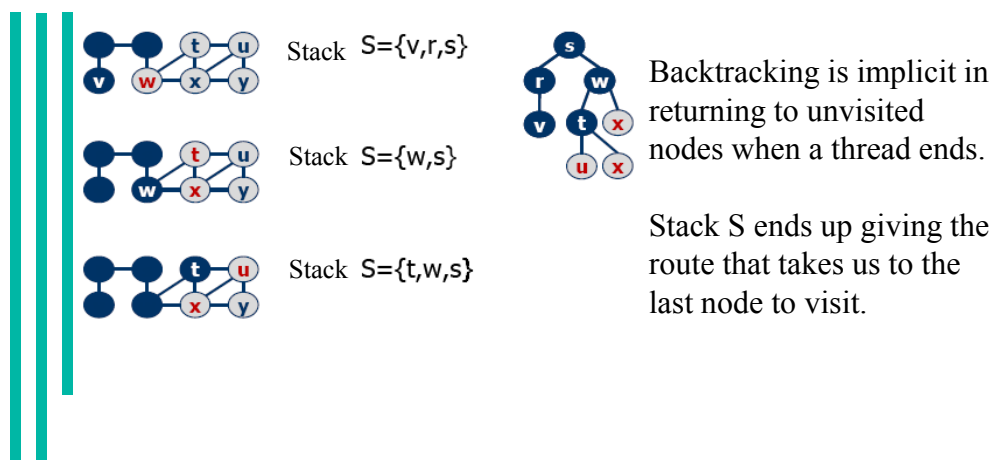 t u
Stack S={v,r,s}
v w x y
t u
Stack S={w,s}
w x y
t u
Stack S={t,w,s}
x y
s
r w
v t x
u x
Backtracking is implicit in
returning to unvisited
nodes when a thread ends.
Stack S ends up giving the
route that takes us to the
last node to visit.